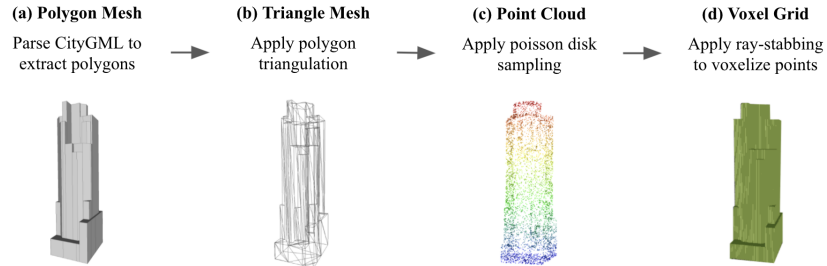 (a) Polygon Mesh
Parse CityGML to
extract polygons
(b) Triangle Mesh
Apply polygon
triangulation
(c) Point Cloud
Apply poisson disk
sampling
(d) Voxel Grid
Apply ray-stabbing
to voxelize points